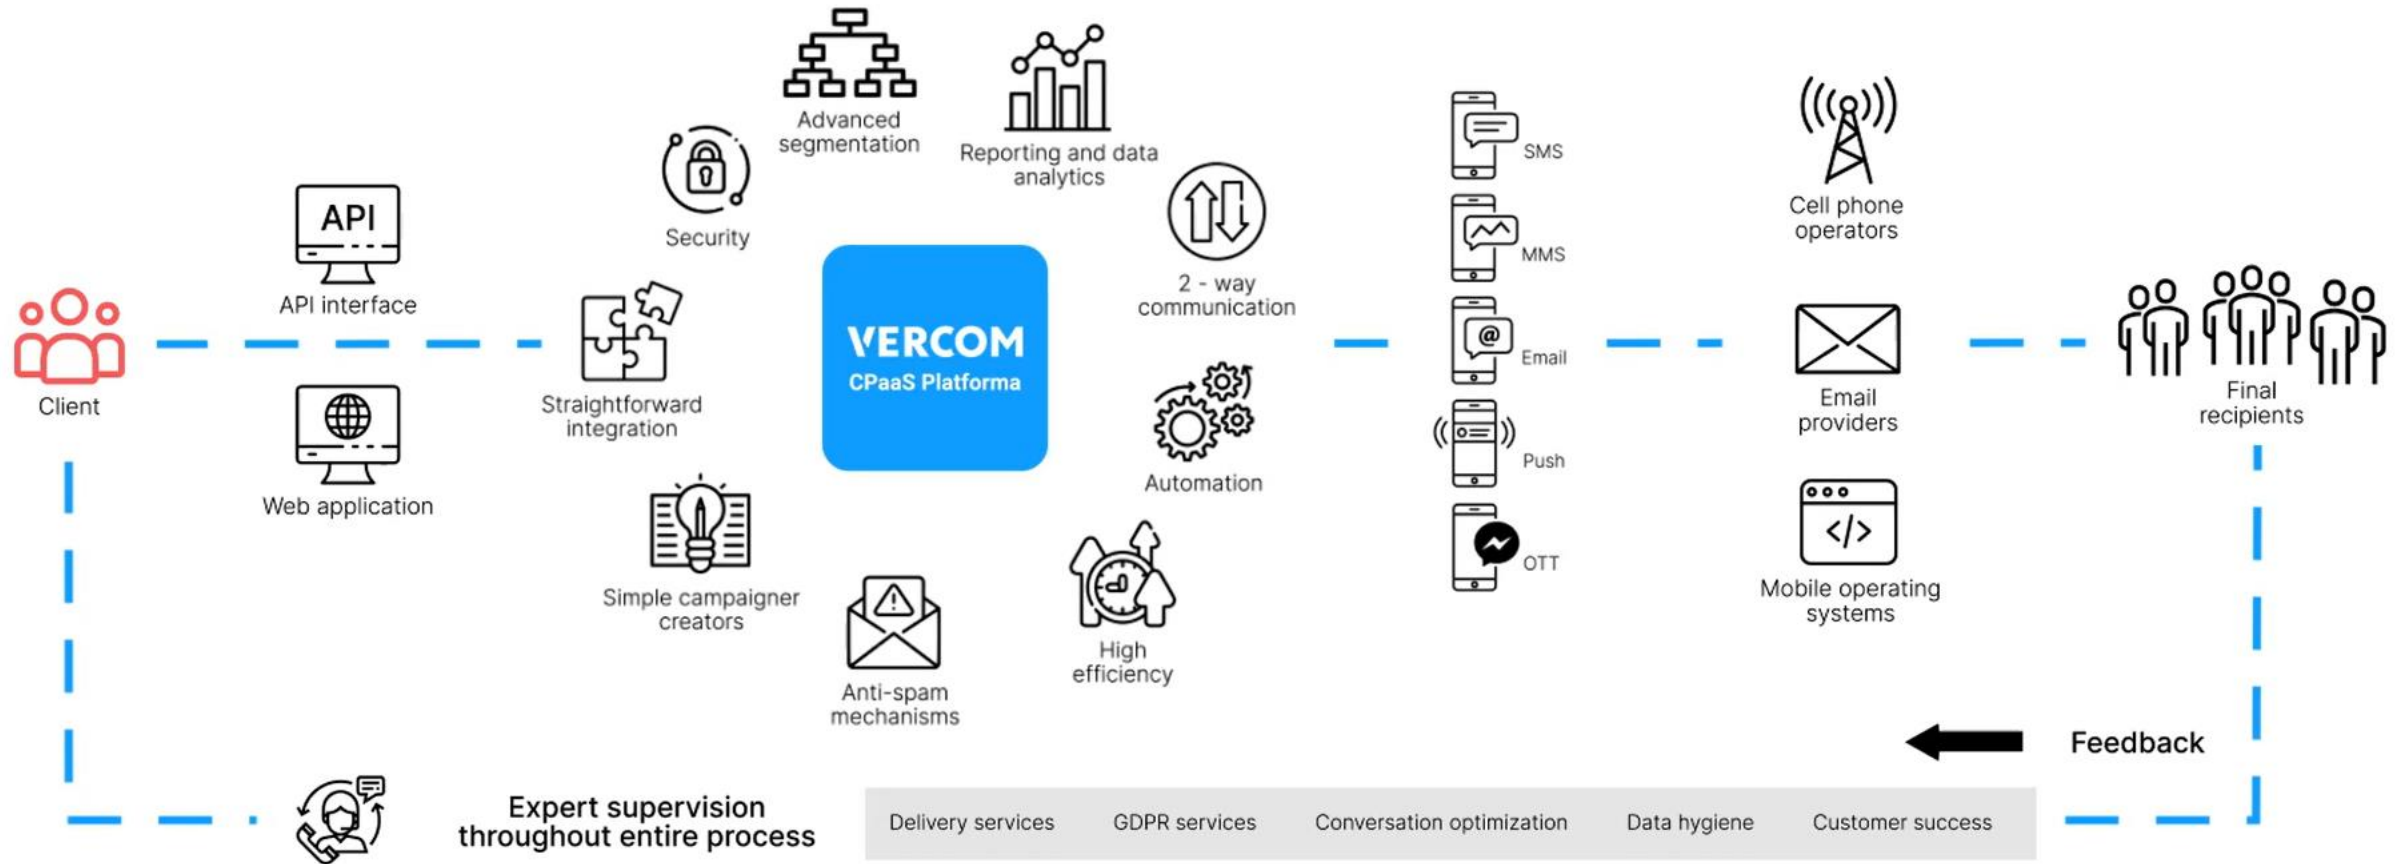 Client
API
API interface
Web application
Straightforward
integration
Security
Advanced
segmentation
Reporting and data
analytics
2 - way
communication
Automation
High
efficiency
Anti-spam
mechanisms
Simple campaigner
creators
VERCOM
CPaaS Platforma
SMS
MMS
@
Email
Push
OTT
Cell phone
operators
Email
providers
</>
Mobile operating
systems
Final
recipients
Feedback
Expert supervision
throughout entire process
Delivery services
GDPR services
Conversation optimization
Data hygiene
Customer success